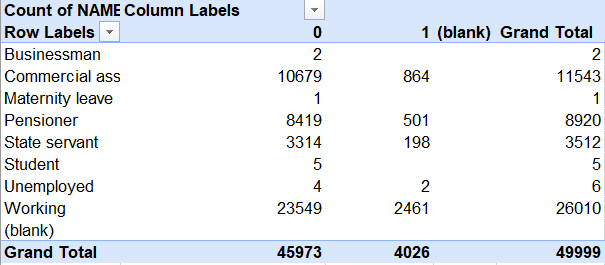 Count of NAME Column Labels
Row Labels 0 1 (blank) Grand Total
Businessman 2 2
Commercial ass 10679 864 11543
Maternity leave 1 1
Pensioner 8419 501 8920
State servant 3314 198 3512
Student 5 5
Unemployed 4 2 6
Working 23549 2461 26010
(blank)
Grand Total 45973 4026 49999